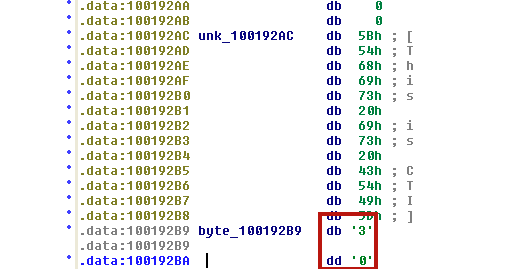 .data:100192AA db 0
.data:100192AB db 0
.data:100192AC unk_100192AC db 5Bh ; [
.data:100192AD db 54h ; T
.data:100192AE db 68h ; h
.data:100192AF db 69h ; i
.data:100192B0 db 73h ; s
.data:100192B1 db 20h
.data:100192B2 db 69h ; i
.data:100192B3 db 73h ; s
.data:100192B4 db 20h
.data:100192B5 db 43h ; C
.data:100192B6 db 54h ; T
.data:100192B7 db 49h ; I
.data:100192B8 db 5Dh ; ]
.data:100192B9 byte_100192B9 db '3'
.data:100192B9
.data:100192BA dd '0'